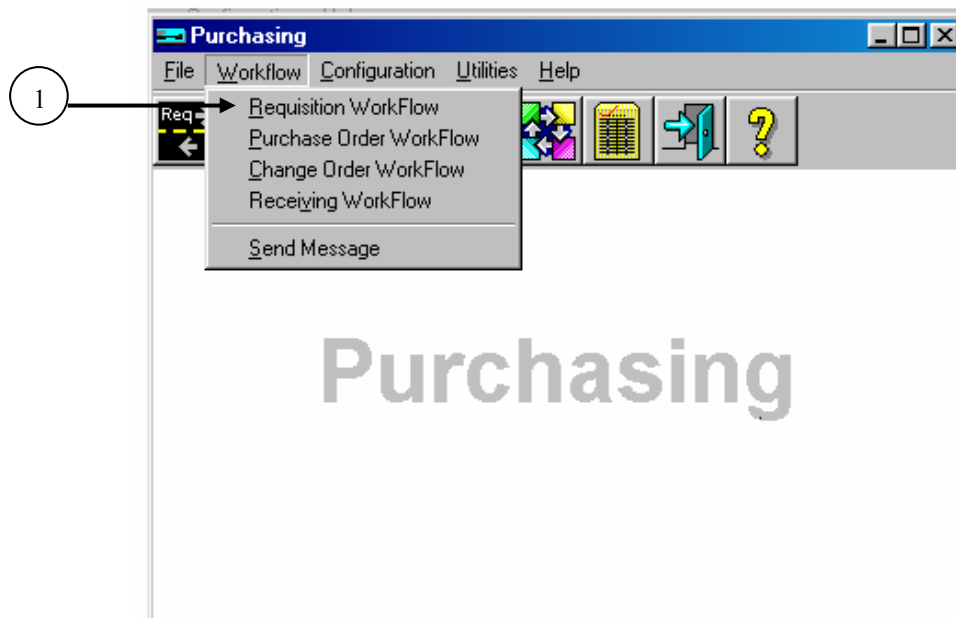 Purchasing
File Workflow Configuration Utilities Help
1
Req
Requisition WorkFlow
Purchase Order WorkFlow
Change Order WorkFlow
Receiving WorkFlow
Send Message
Purchasing